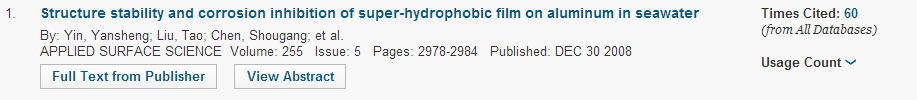 1. Structure stability and corrosion inhibition of super-hydrophobic film on aluminum in seawater
By: Yin, Yansheng; Liu, Tao; Chen, Shougang; et al.
APPLIED SURFACE SCIENCE Volume: 255 Issue: 5 Pages: 2978-2984 Published: DEC 30 2008
Full Text from Publisher View Abstract
Times Cited: 60
(from All Databases)
Usage Count